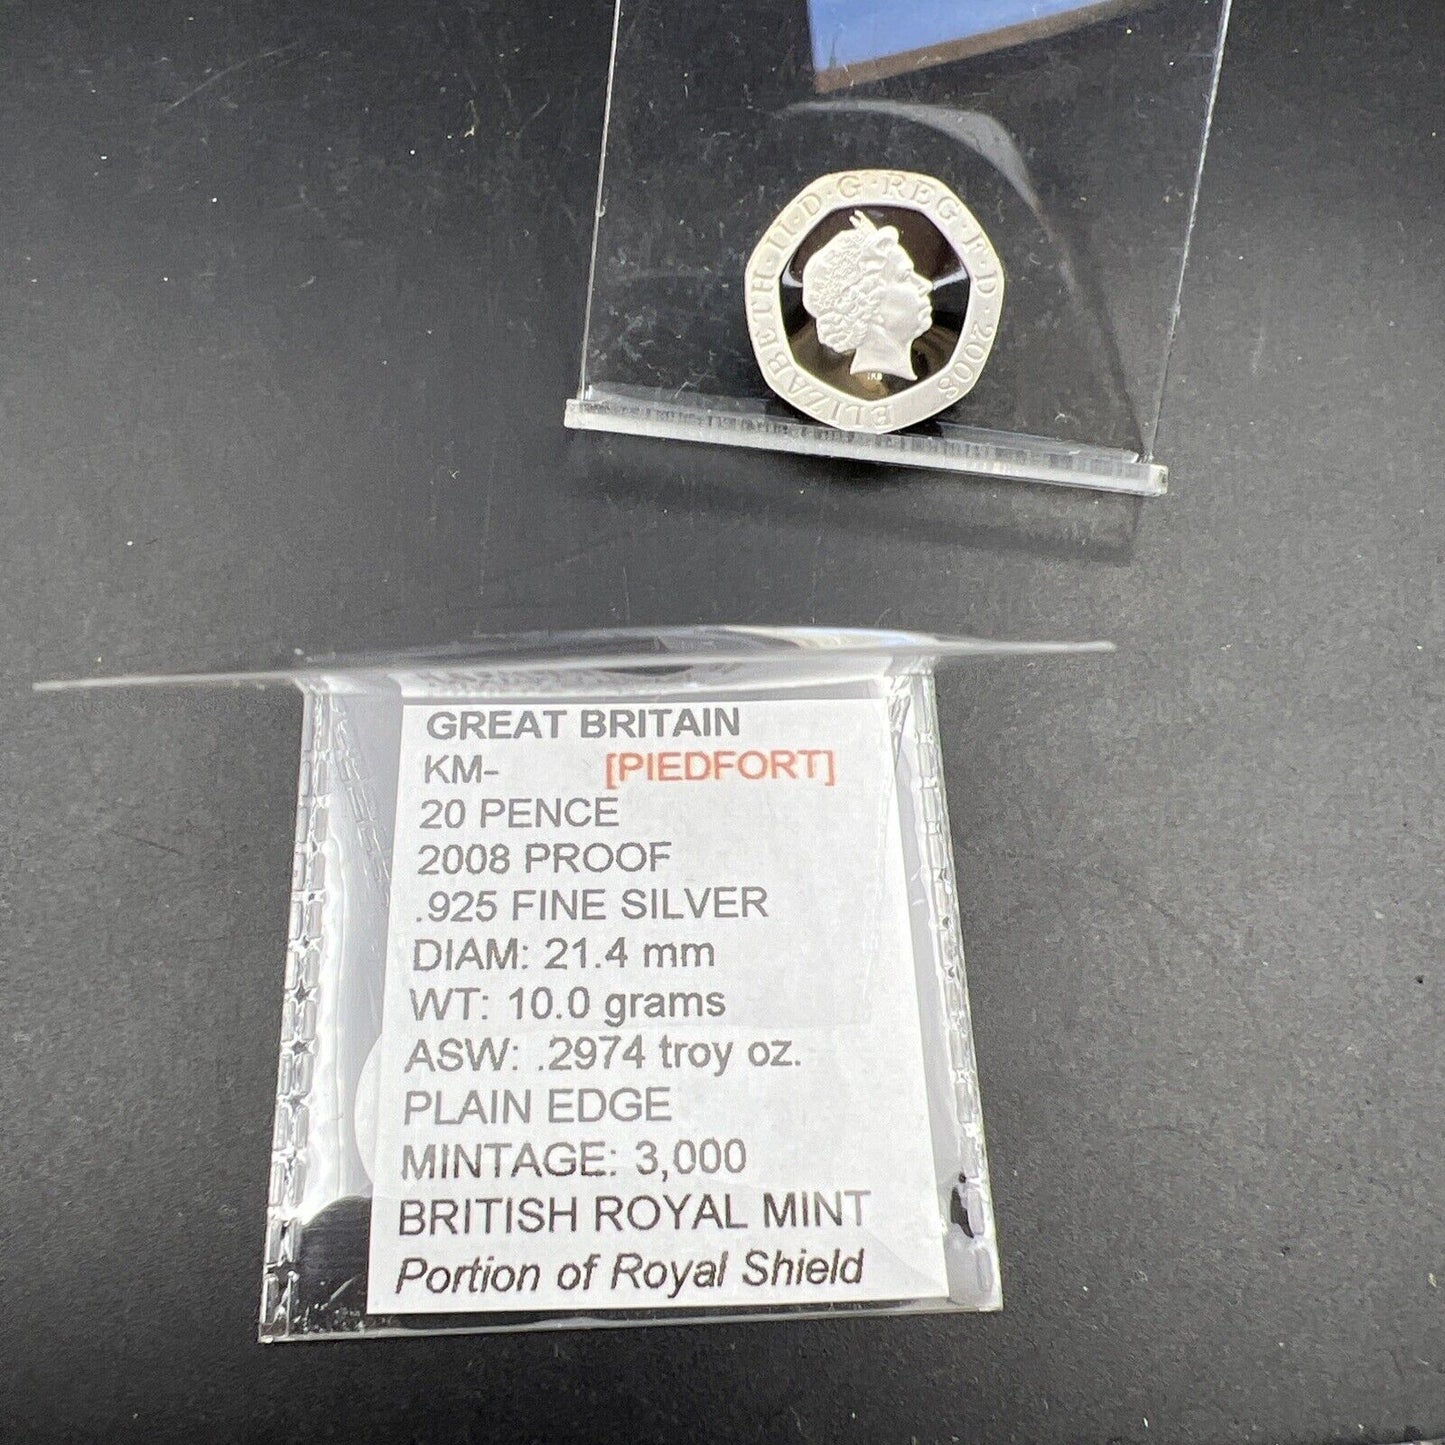 ELIZABETH·II·D·G·REG·F·D·2008
IRB
GREAT BRITAIN
KM- [PIEDFORT]
20 PENCE
2008 PROOF
.925 FINE SILVER
DIAM: 21.4 mm
WT: 10.0 grams
ASW: .2974 troy oz.
PLAIN EDGE
MINTAGE: 3,000
BRITISH ROYAL MINT
Portion of Royal Shield